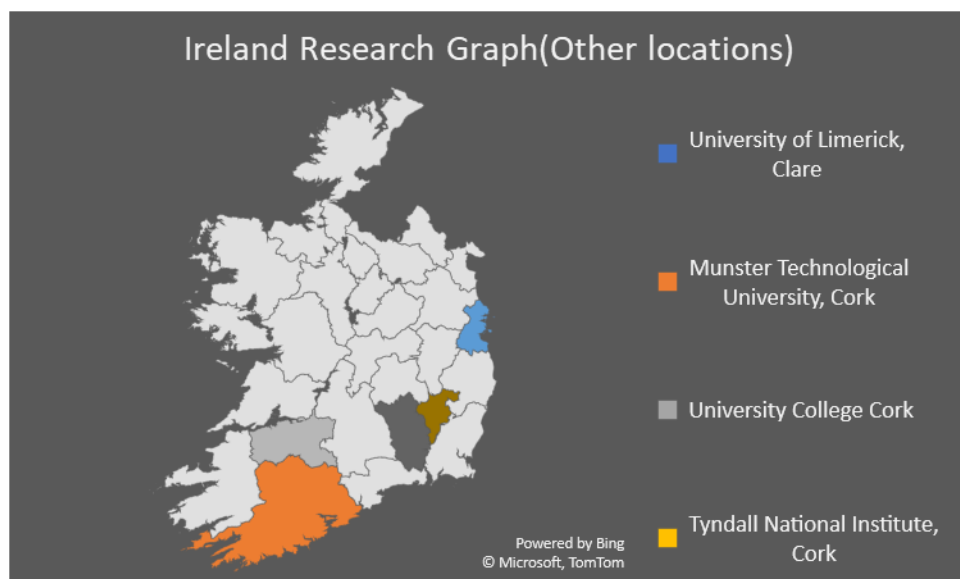 Ireland Research Graph(Other locations)
University of Limerick,
Clare
Munster Technological
University, Cork
University College Cork
Tyndall National Institute,
Cork
Powered by Bing
© Microsoft, TomTom